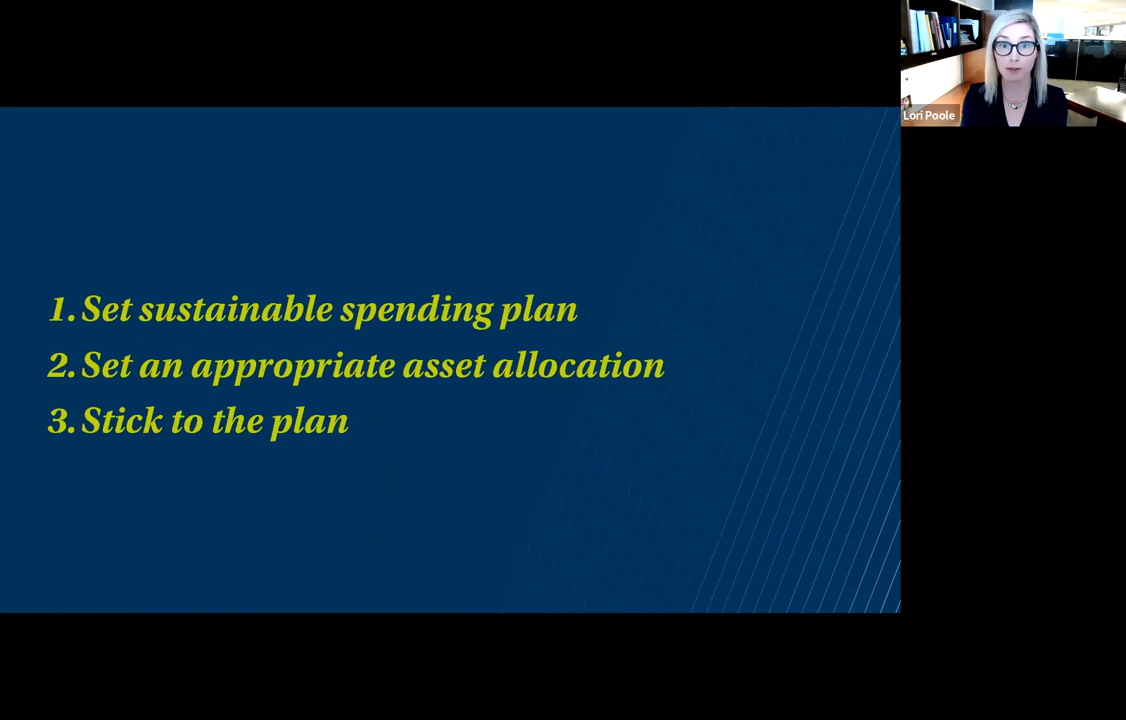 Lori Poole
1. Set sustainable spending plan
2. Set an appropriate asset allocation
3. Stick to the plan